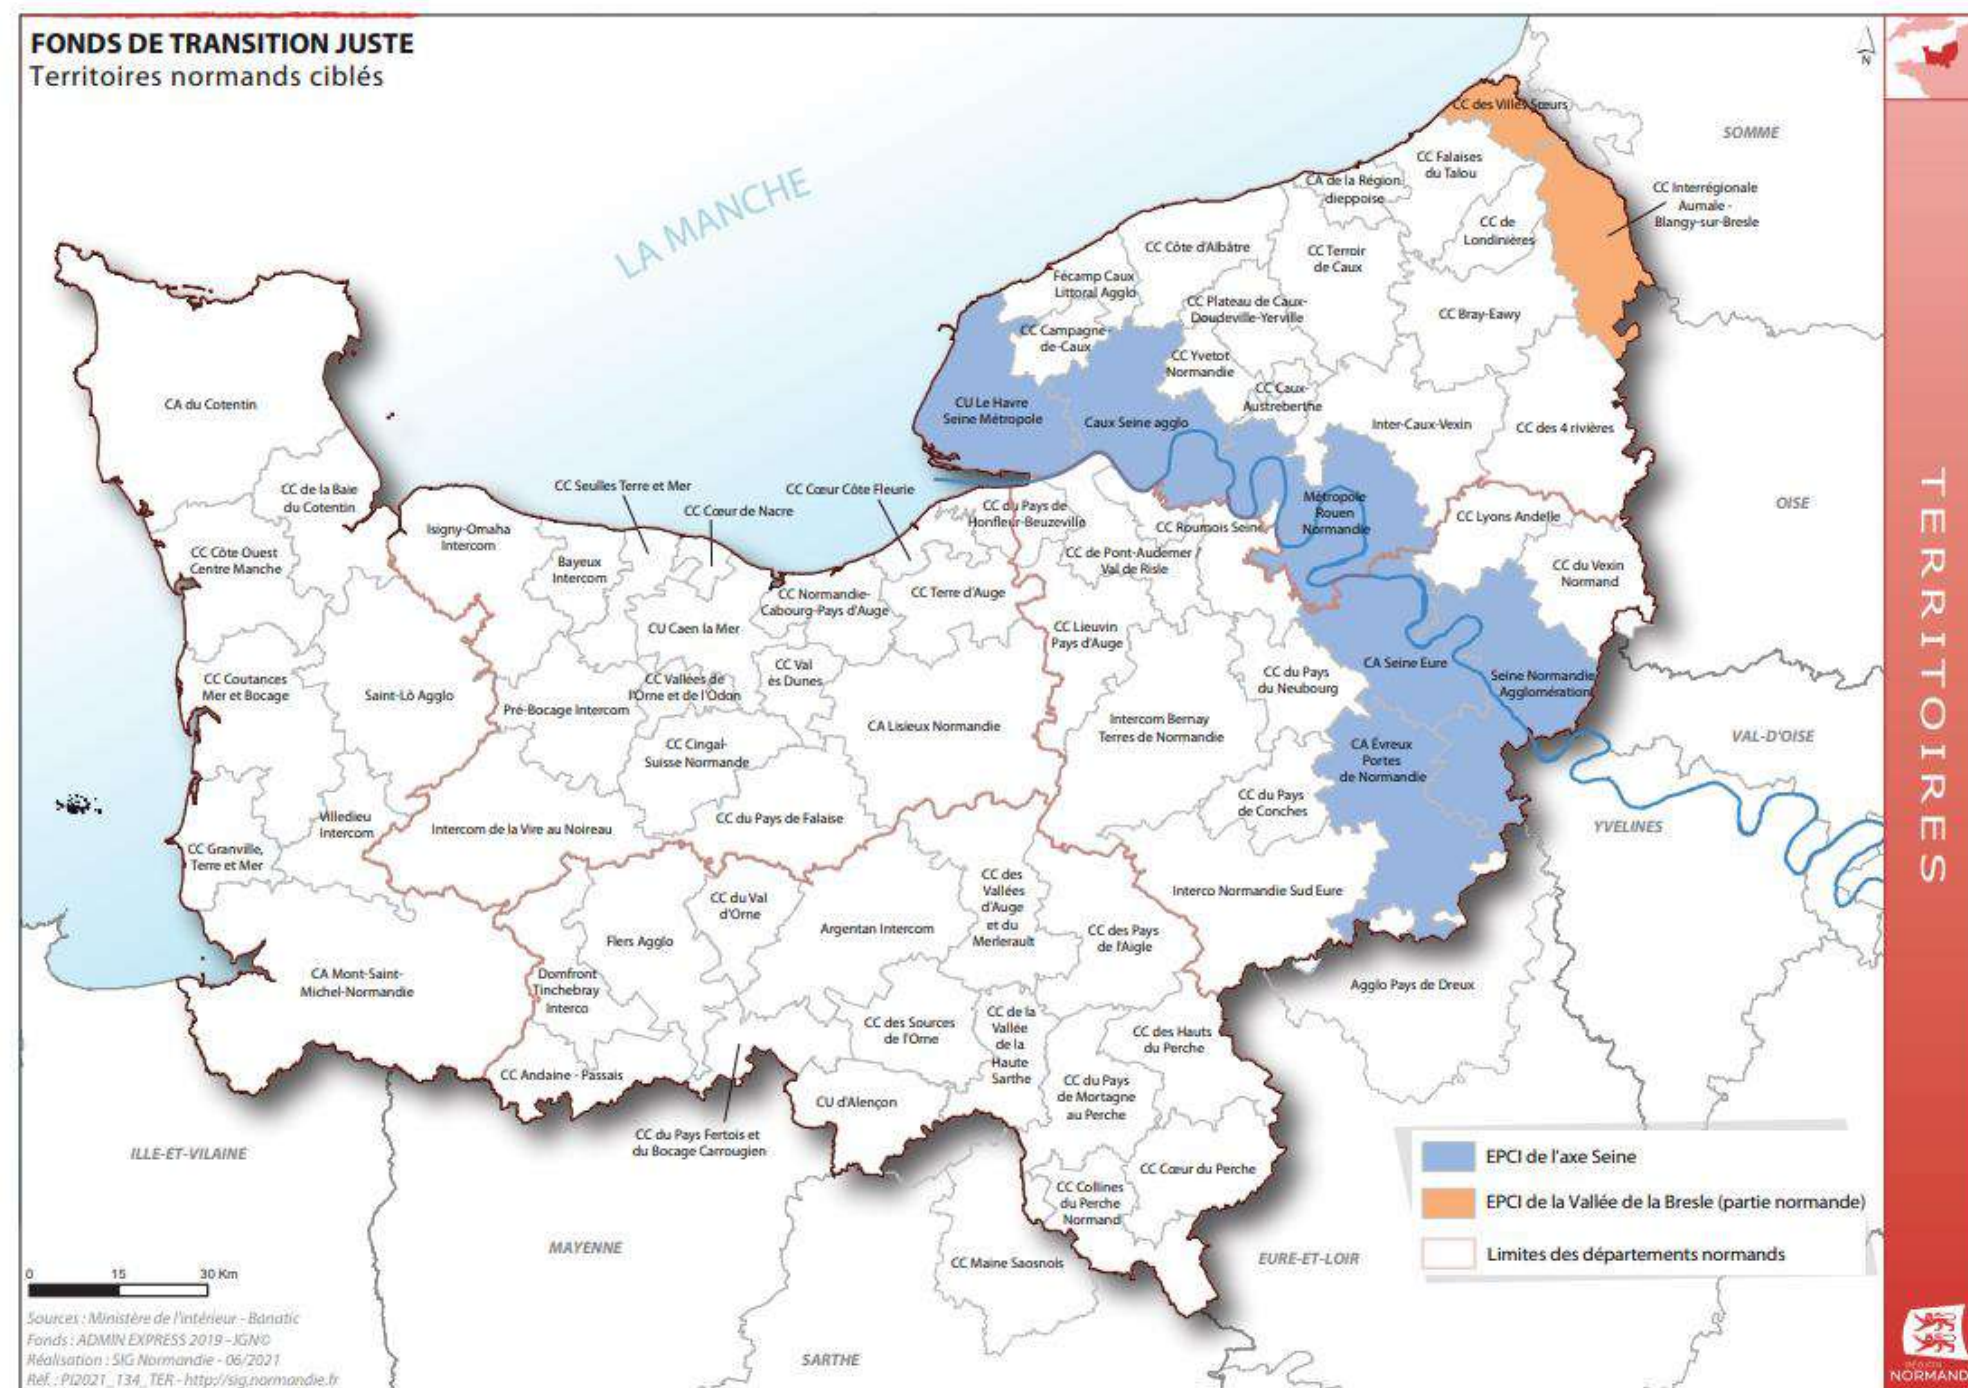 FONDS DE TRANSITION JUSTE
Territoires normands ciblés
N
LA MANCHE
SOMME
OISE
VAL-D'OISE
YVELINES
EURE-ET-LOIR
SARTHE
MAYENNE
ILLE-ET-VILAINE
CC des Villes Sœurs
CC Interrégionale
Aumale -
Blangy-sur-Bresle
CC Falaises
du Talou
CA de la Région
dieppoise
CC de
Londinières
CC Côte d'Albâtre
CC Terroir
de Caux
Fécamp Caux
Littoral Agglo
CC Plateau de Caux-
Doudeville-Yerville
CC Bray-Eawy
CC Campagne-
de-Caux
CC Yvetot
Normandie
CC Caux-
Austreberthe
CU Le Havre
Seine Métropole
Caux Seine agglo
Inter-Caux-Vexin
CC des 4 rivières
CA du Cotentin
CC de la Baie
du Cotentin
CC Seulles Terre et Mer
CC Cœur de Nacre
CC Cœur Côte Fleurie
CC du Pays de
Honfleur-Beuzeville
CC Roumois Seine
Métropole
Rouen
Normandie
CC Lyons Andelle
CC Côte Ouest
Centre Manche
Isigny-Omaha
Intercom
Bayeux
Intercom
CC Normandie-
Cabourg-Pays d'Auge
CC Terre d'Auge
CC de Pont-Audemer /
Val de Risle
CC du Vexin
Normand
CU Caen la Mer
CC Lieuvin
Pays d'Auge
CC Coutances
Mer et Bocage
Saint-Lô Agglo
Pré-Bocage Intercom
CC Vallées de
l'Orne et de l'Odon
CC Val
ès Dunes
CA Lisieux Normandie
Intercom Bernay
Terres de Normandie
CC du Pays
du Neubourg
CA Seine Eure
Seine Normandie
Agglomération
CC Cingal-
Suisse Normande
CA Évreux
Portes
de Normandie
CC du Pays
de Conches
Villedieu
Intercom
Intercom de la Vire au Noireau
CC du Pays de Falaise
CC Granville,
Terre et Mer
CC du Val
d'Orne
CC des
Vallées
d'Auge
et du
Merlerault
Interco Normandie Sud Eure
Flers Agglo
Argentan Intercom
CC des Pays
de l'Aigle
CA Mont-Saint-
Michel-Normandie
Domfront
Tinchebray
Interco
Agglo Pays de Dreux
CC des Sources
de l'Orne
CC de la
Vallée
de la
Haute
Sarthe
CC des Hauts
du Perche
CC Andaine - Passais
CU d'Alençon
CC du Pays
de Mortagne
au Perche
CC du Pays Fertois et
du Bocage Carrougien
CC Cœur du Perche
CC Collines
du Perche
Normand
CC Maine Saosnois
EPCI de l'axe Seine
EPCI de la Vallée de la Bresle (partie normande)
Limites des départements normands
0 15 30 Km
Sources : Ministère de l'intérieur - Banatic
Fonds : ADMIN EXPRESS 2019 - IGN©
Réalisation : SIG Normandie - 06/2021
Réf. : PI2021_134_TER - http://sig.normandie.fr
TERRITOIRES
RÉGION
NORMAND